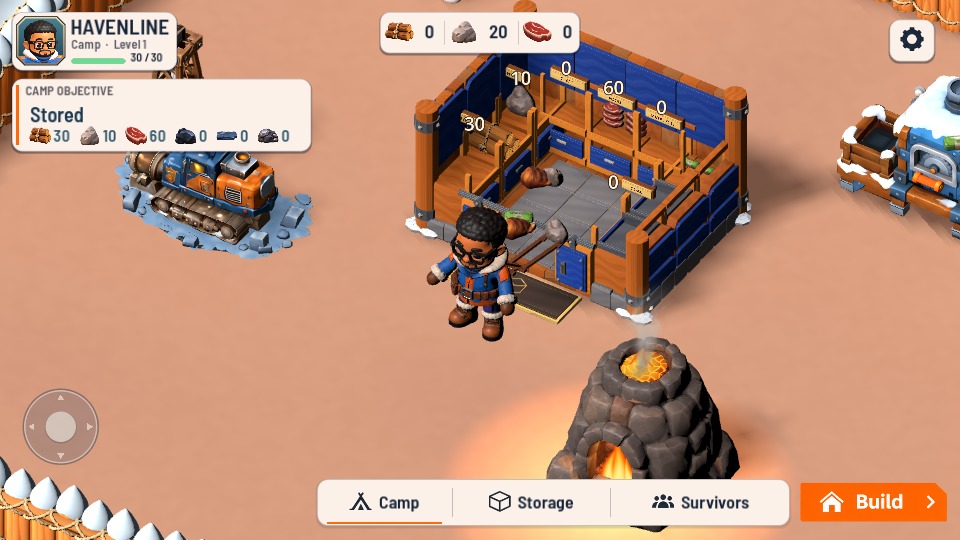 HAVENLINE
Camp · Level 1
30 / 30
0 20 0
CAMP OBJECTIVE
Stored
30 10 60 0 0 0
10
0
60
0
30
0
Camp
Storage
Survivors
Build